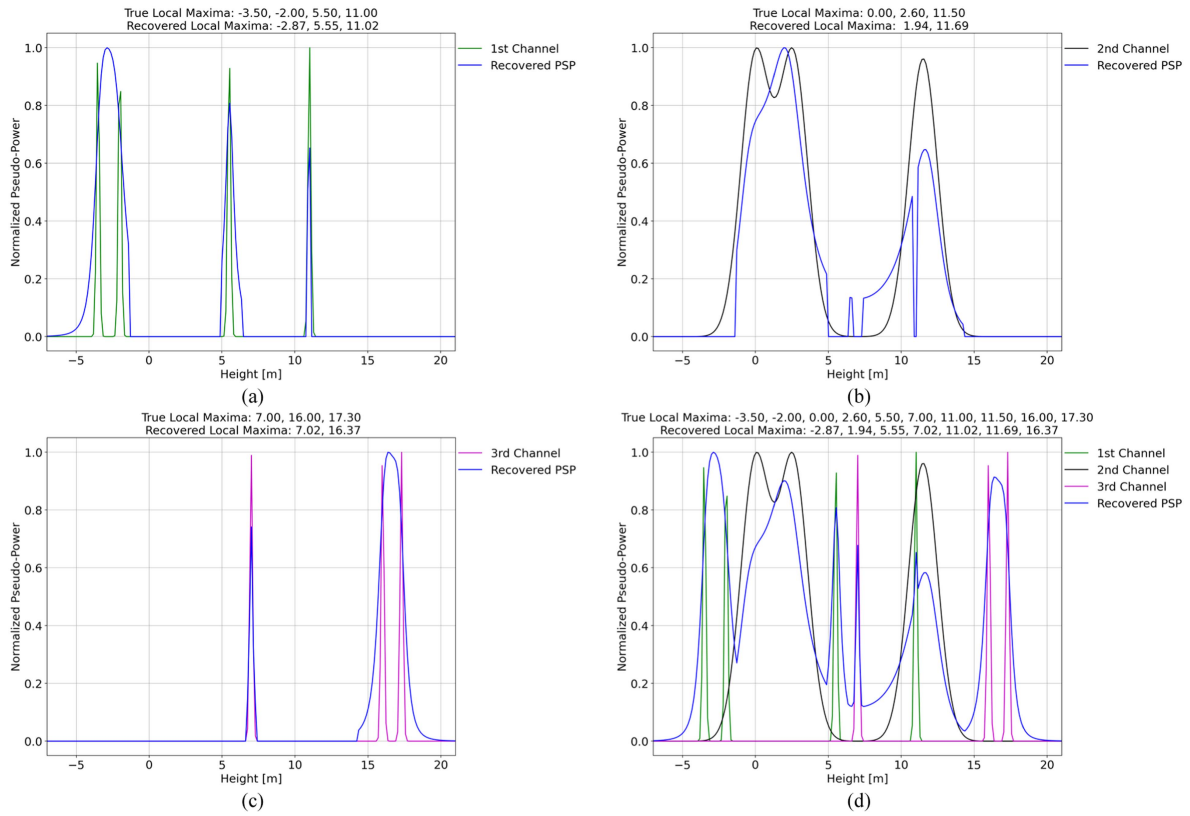 True Local Maxima: -3.50, -2.00, 5.50, 11.00
Recovered Local Maxima: -2.87, 5.55, 11.02
1.0
0.8
0.6
0.4
0.2
0.0
Normalized Pseudo-Power
−5 0 5 10 15 20
Height [m]
1st Channel
Recovered PSP
(a)
True Local Maxima: 0.00, 2.60, 11.50
Recovered Local Maxima: 1.94, 11.69
1.0
0.8
0.6
0.4
0.2
0.0
Normalized Pseudo-Power
−5 0 5 10 15 20
Height [m]
2nd Channel
Recovered PSP
(b)
True Local Maxima: 7.00, 16.00, 17.30
Recovered Local Maxima: 7.02, 16.37
1.0
0.8
0.6
0.4
0.2
0.0
Normalized Pseudo-Power
−5 0 5 10 15 20
Height [m]
3rd Channel
Recovered PSP
(c)
True Local Maxima: -3.50, -2.00, 0.00, 2.60, 5.50, 7.00, 11.00, 11.50, 16.00, 17.30
Recovered Local Maxima: -2.87, 1.94, 5.55, 7.02, 11.02, 11.69, 16.37
1.0
0.8
0.6
0.4
0.2
0.0
Normalized Pseudo-Power
−5 0 5 10 15 20
Height [m]
1st Channel
2nd Channel
3rd Channel
Recovered PSP
(d)